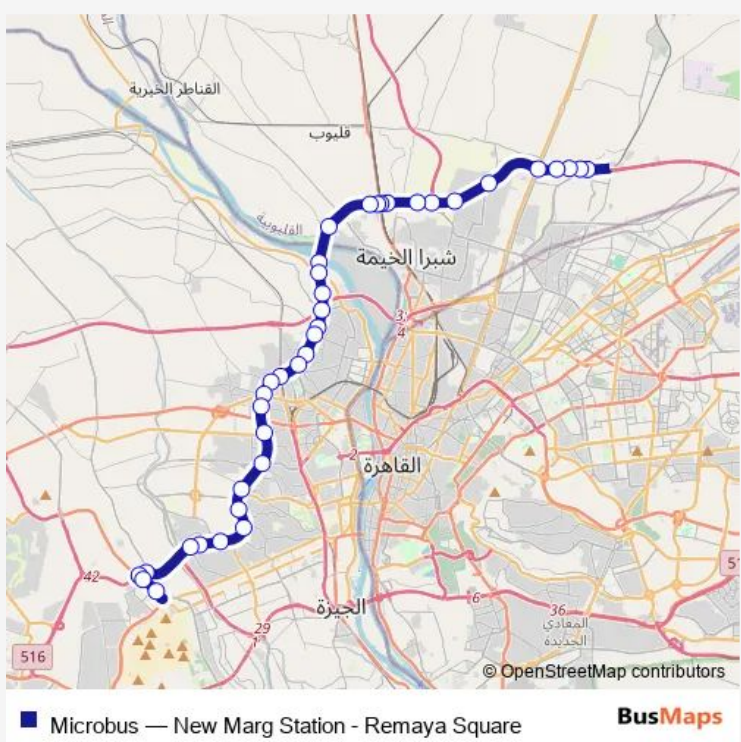 القناطر الخيرية
قليوب
القليوبية
شبرا الخيمة
3;
4
2
القاهرة
42
51
6
36
المعادي
الجديدة
الجيزة
29
516
© OpenStreetMap contributors
Microbus — New Marg Station - Remaya Square
BusMaps